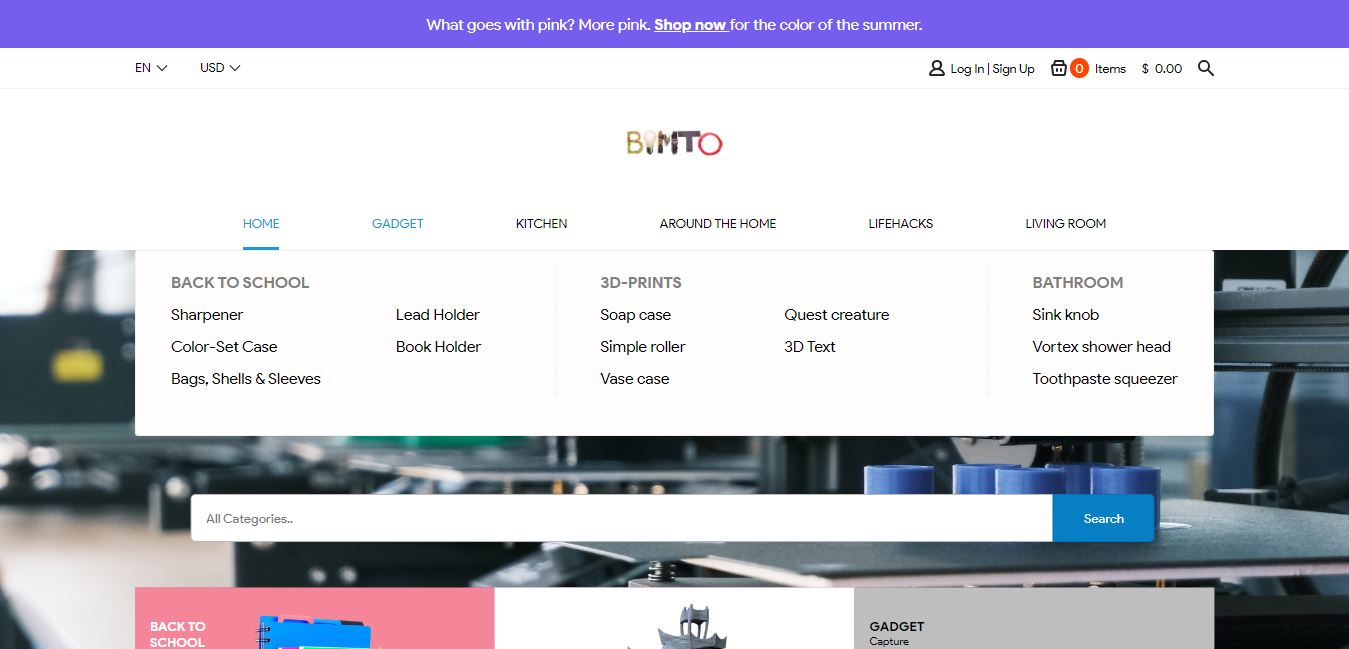 What goes with pink? More pink. Shop now for the color of the summer.
EN USD Log In | Sign Up 0 Items $ 0.00
BOMTO
HOME GADGET KITCHEN AROUND THE HOME LIFEHACKS LIVING ROOM
BACK TO SCHOOL
Sharpener Lead Holder
Color-Set Case Book Holder
Bags, Shells & Sleeves
3D-PRINTS
Soap case Quest creature
Simple roller 3D Text
Vase case
BATHROOM
Sink knob
Vortex shower head
Toothpaste squeezer
All Categories.. Search
BACK TO
SCHOOL
GADGET
Capture